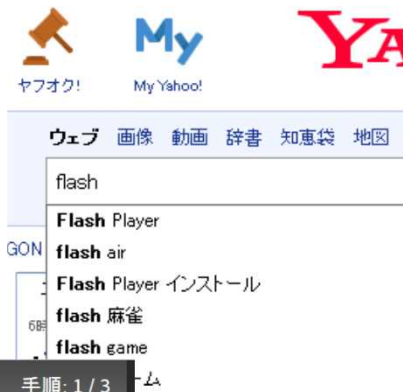 My
YA
ヤフオク!
My Yahoo!
ウェブ 画像 動画 辞書 知恵袋 地図
flash
Flash Player
GON
flash air
Flash Player インストール
flash 麻雀
flash game
ーム
手順: 1 / 3